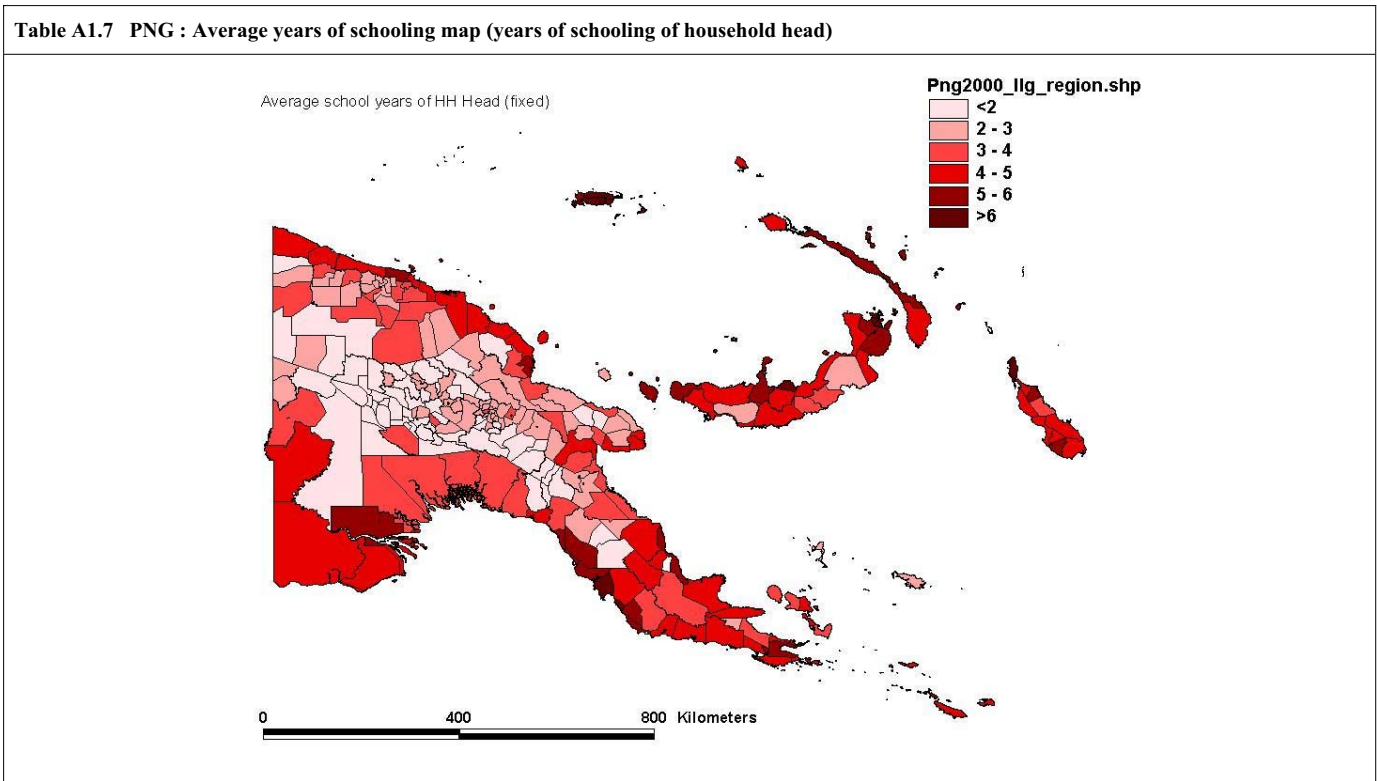 Table A1.7 PNG : Average years of schooling map (years of schooling of household head)
Average school years of HH Head (fixed)
Png2000_llg_region.shp
<2
2 - 3
3 - 4
4 - 5
5 - 6
>6
0 400 800 Kilometers